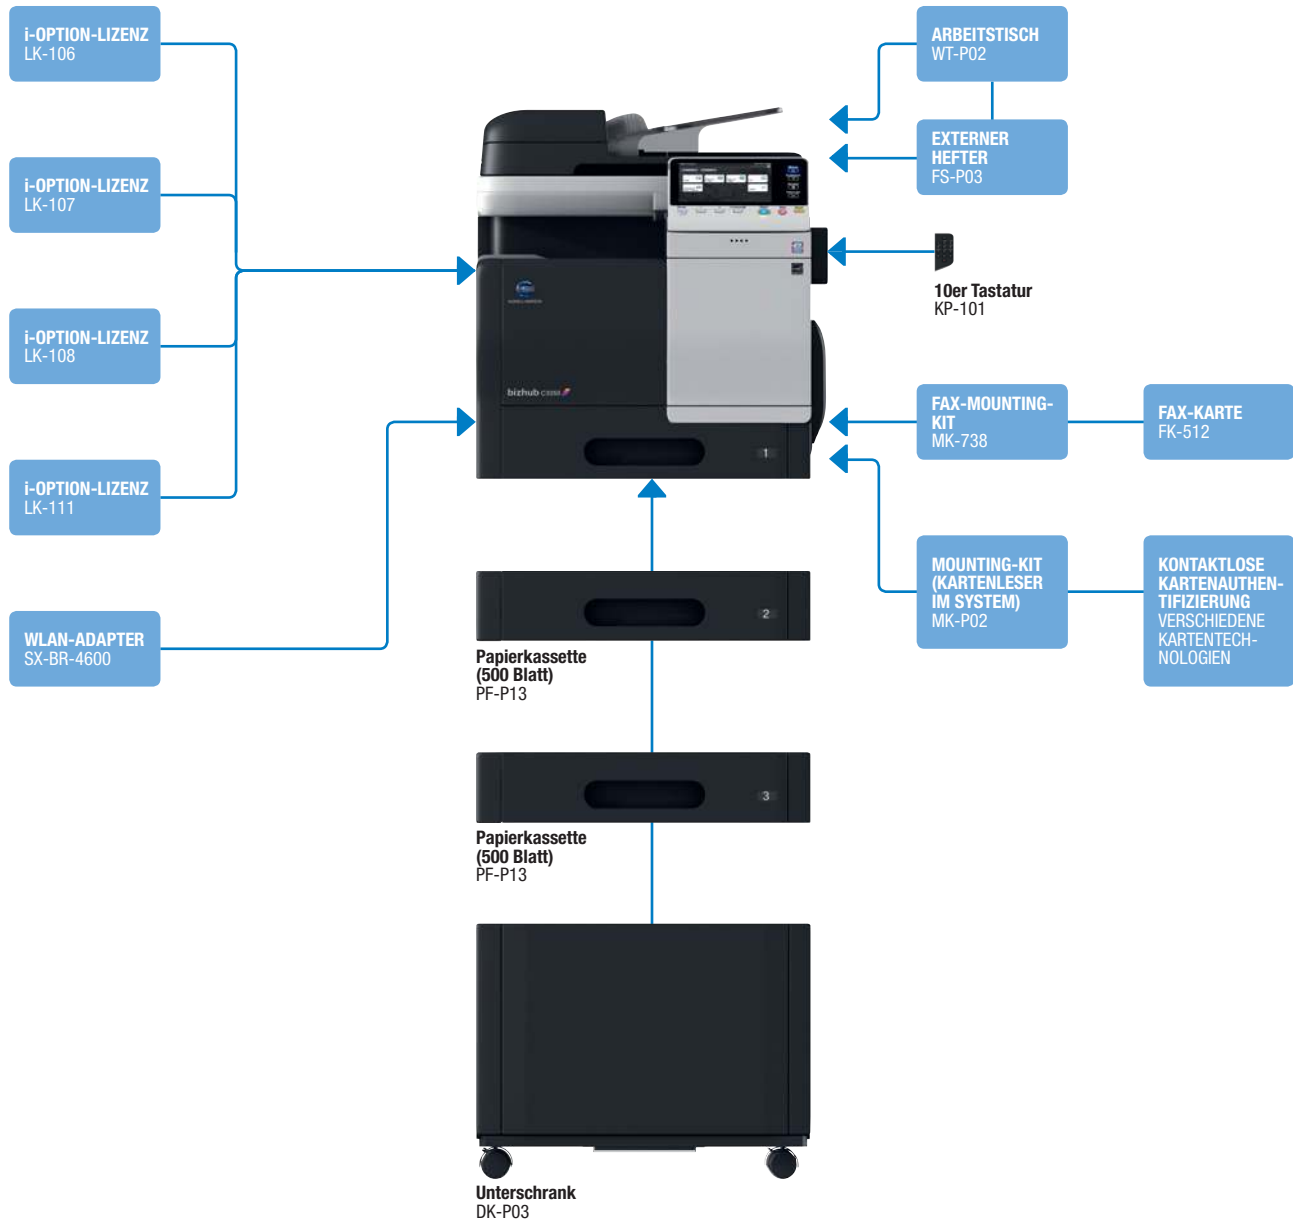 i-OPTION-LIZENZ
LK-106
i-OPTION-LIZENZ
LK-107
i-OPTION-LIZENZ
LK-108
i-OPTION-LIZENZ
LK-111
WLAN-ADAPTER
SX-BR-4600
ARBEITSTISCH
WT-P02
EXTERNER
HEFTER
FS-P03
10er Tastatur
KP-101
FAX-MOUNTING-
KIT
MK-738
FAX-KARTE
FK-512
MOUNTING-KIT
(KARTENLESER
IM SYSTEM)
MK-P02
KONTAKTLOSE
KARTENAUTHEN-
TIFIZIERUNG
VERSCHIEDENE
KARTENTECH-
NOLOGIEN
bizhub
1
2
Papierkassette
(500 Blatt)
PF-P13
3
Papierkassette
(500 Blatt)
PF-P13
Unterschrank
DK-P03